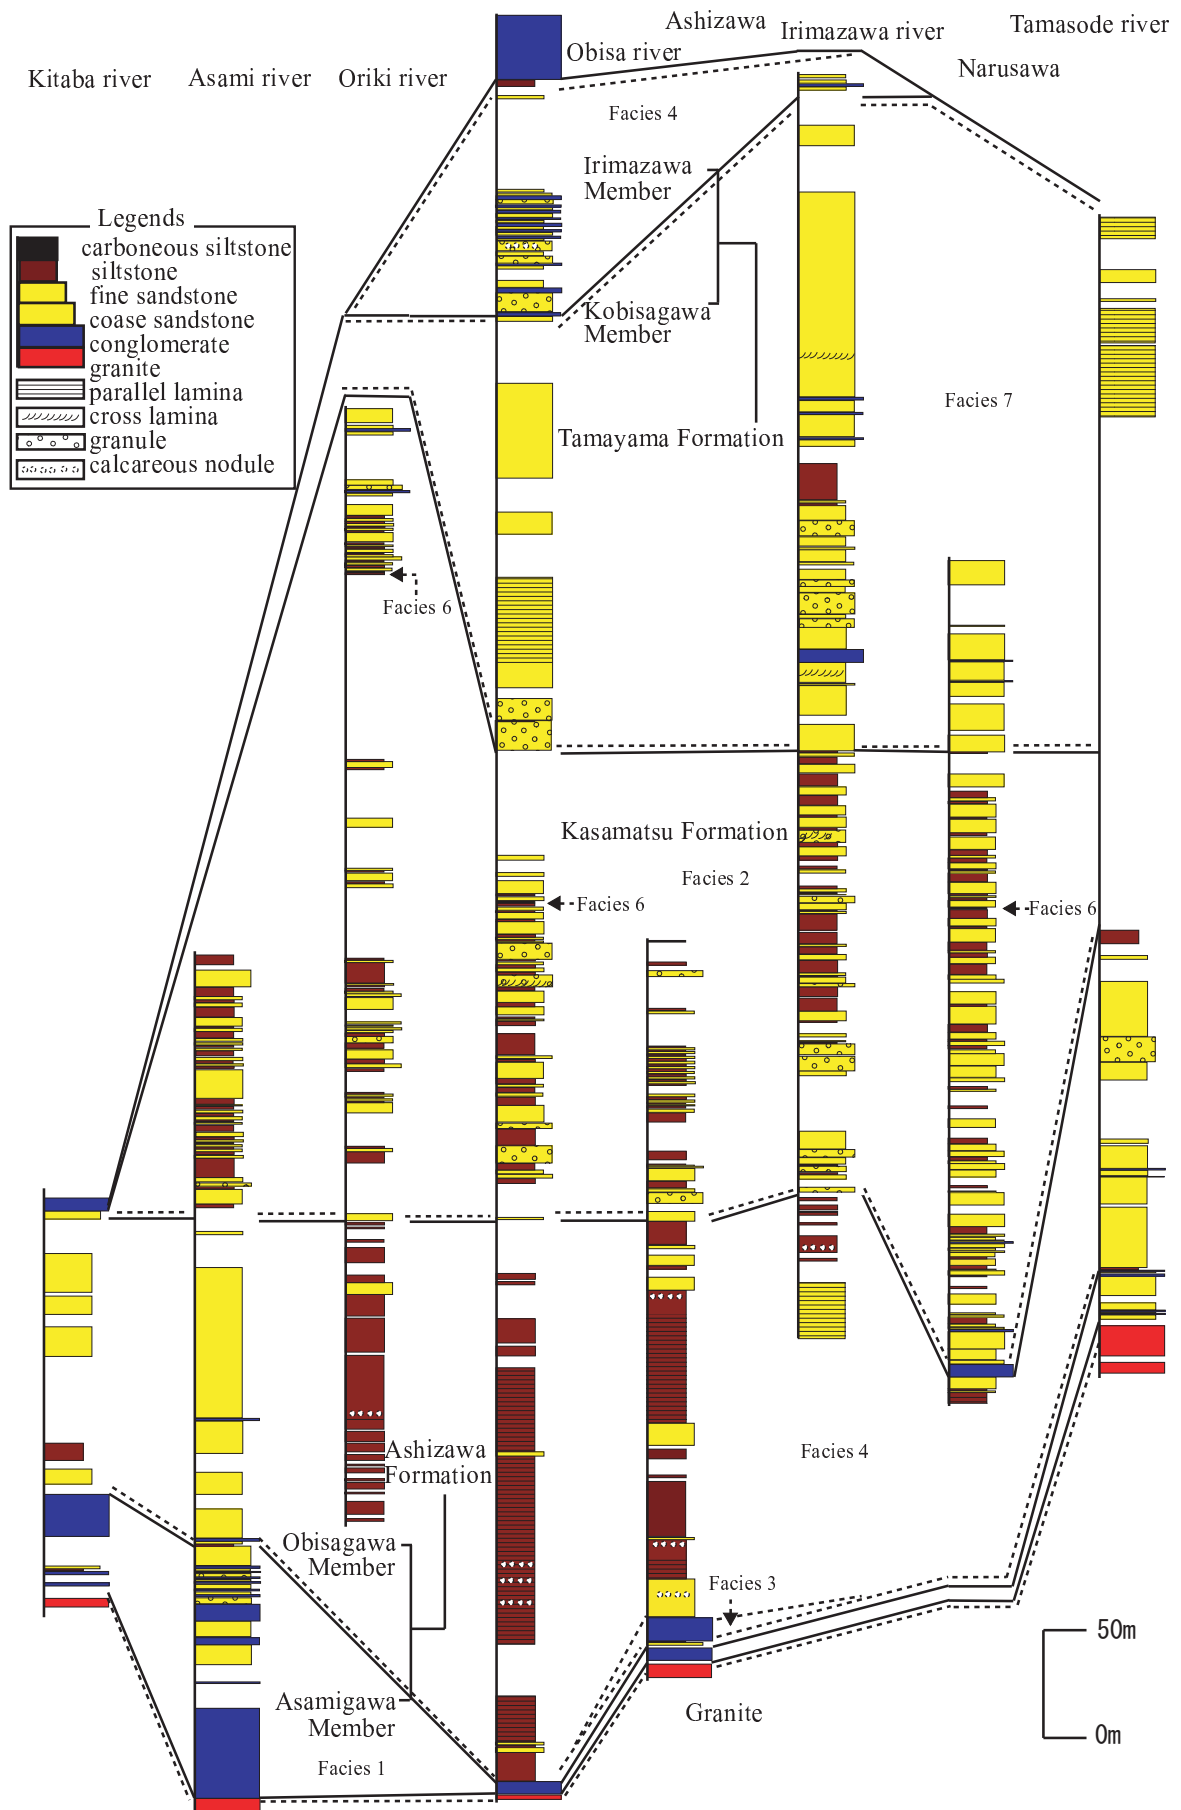 Kitaba river
Asami river
Oriki river
Obisa river
Ashizawa
Irimazawa river
Narusawa
Tamasode river
Legends
carboneous siltstone
siltstone
fine sandstone
coase sandstone
conglomerate
granite
parallel lamina
cross lamina
granule
calcareous nodule
Facies 4
Irimazawa
Member
Kobisagawa
Member
Tamayama Formation
Facies 7
Facies 6
Kasamatsu Formation
Facies 2
Facies 6
Facies 6
Ashizawa
Formation
Facies 4
Obisagawa
Member
Facies 3
Asamigawa
Member
Granite
Facies 1
50m
0m